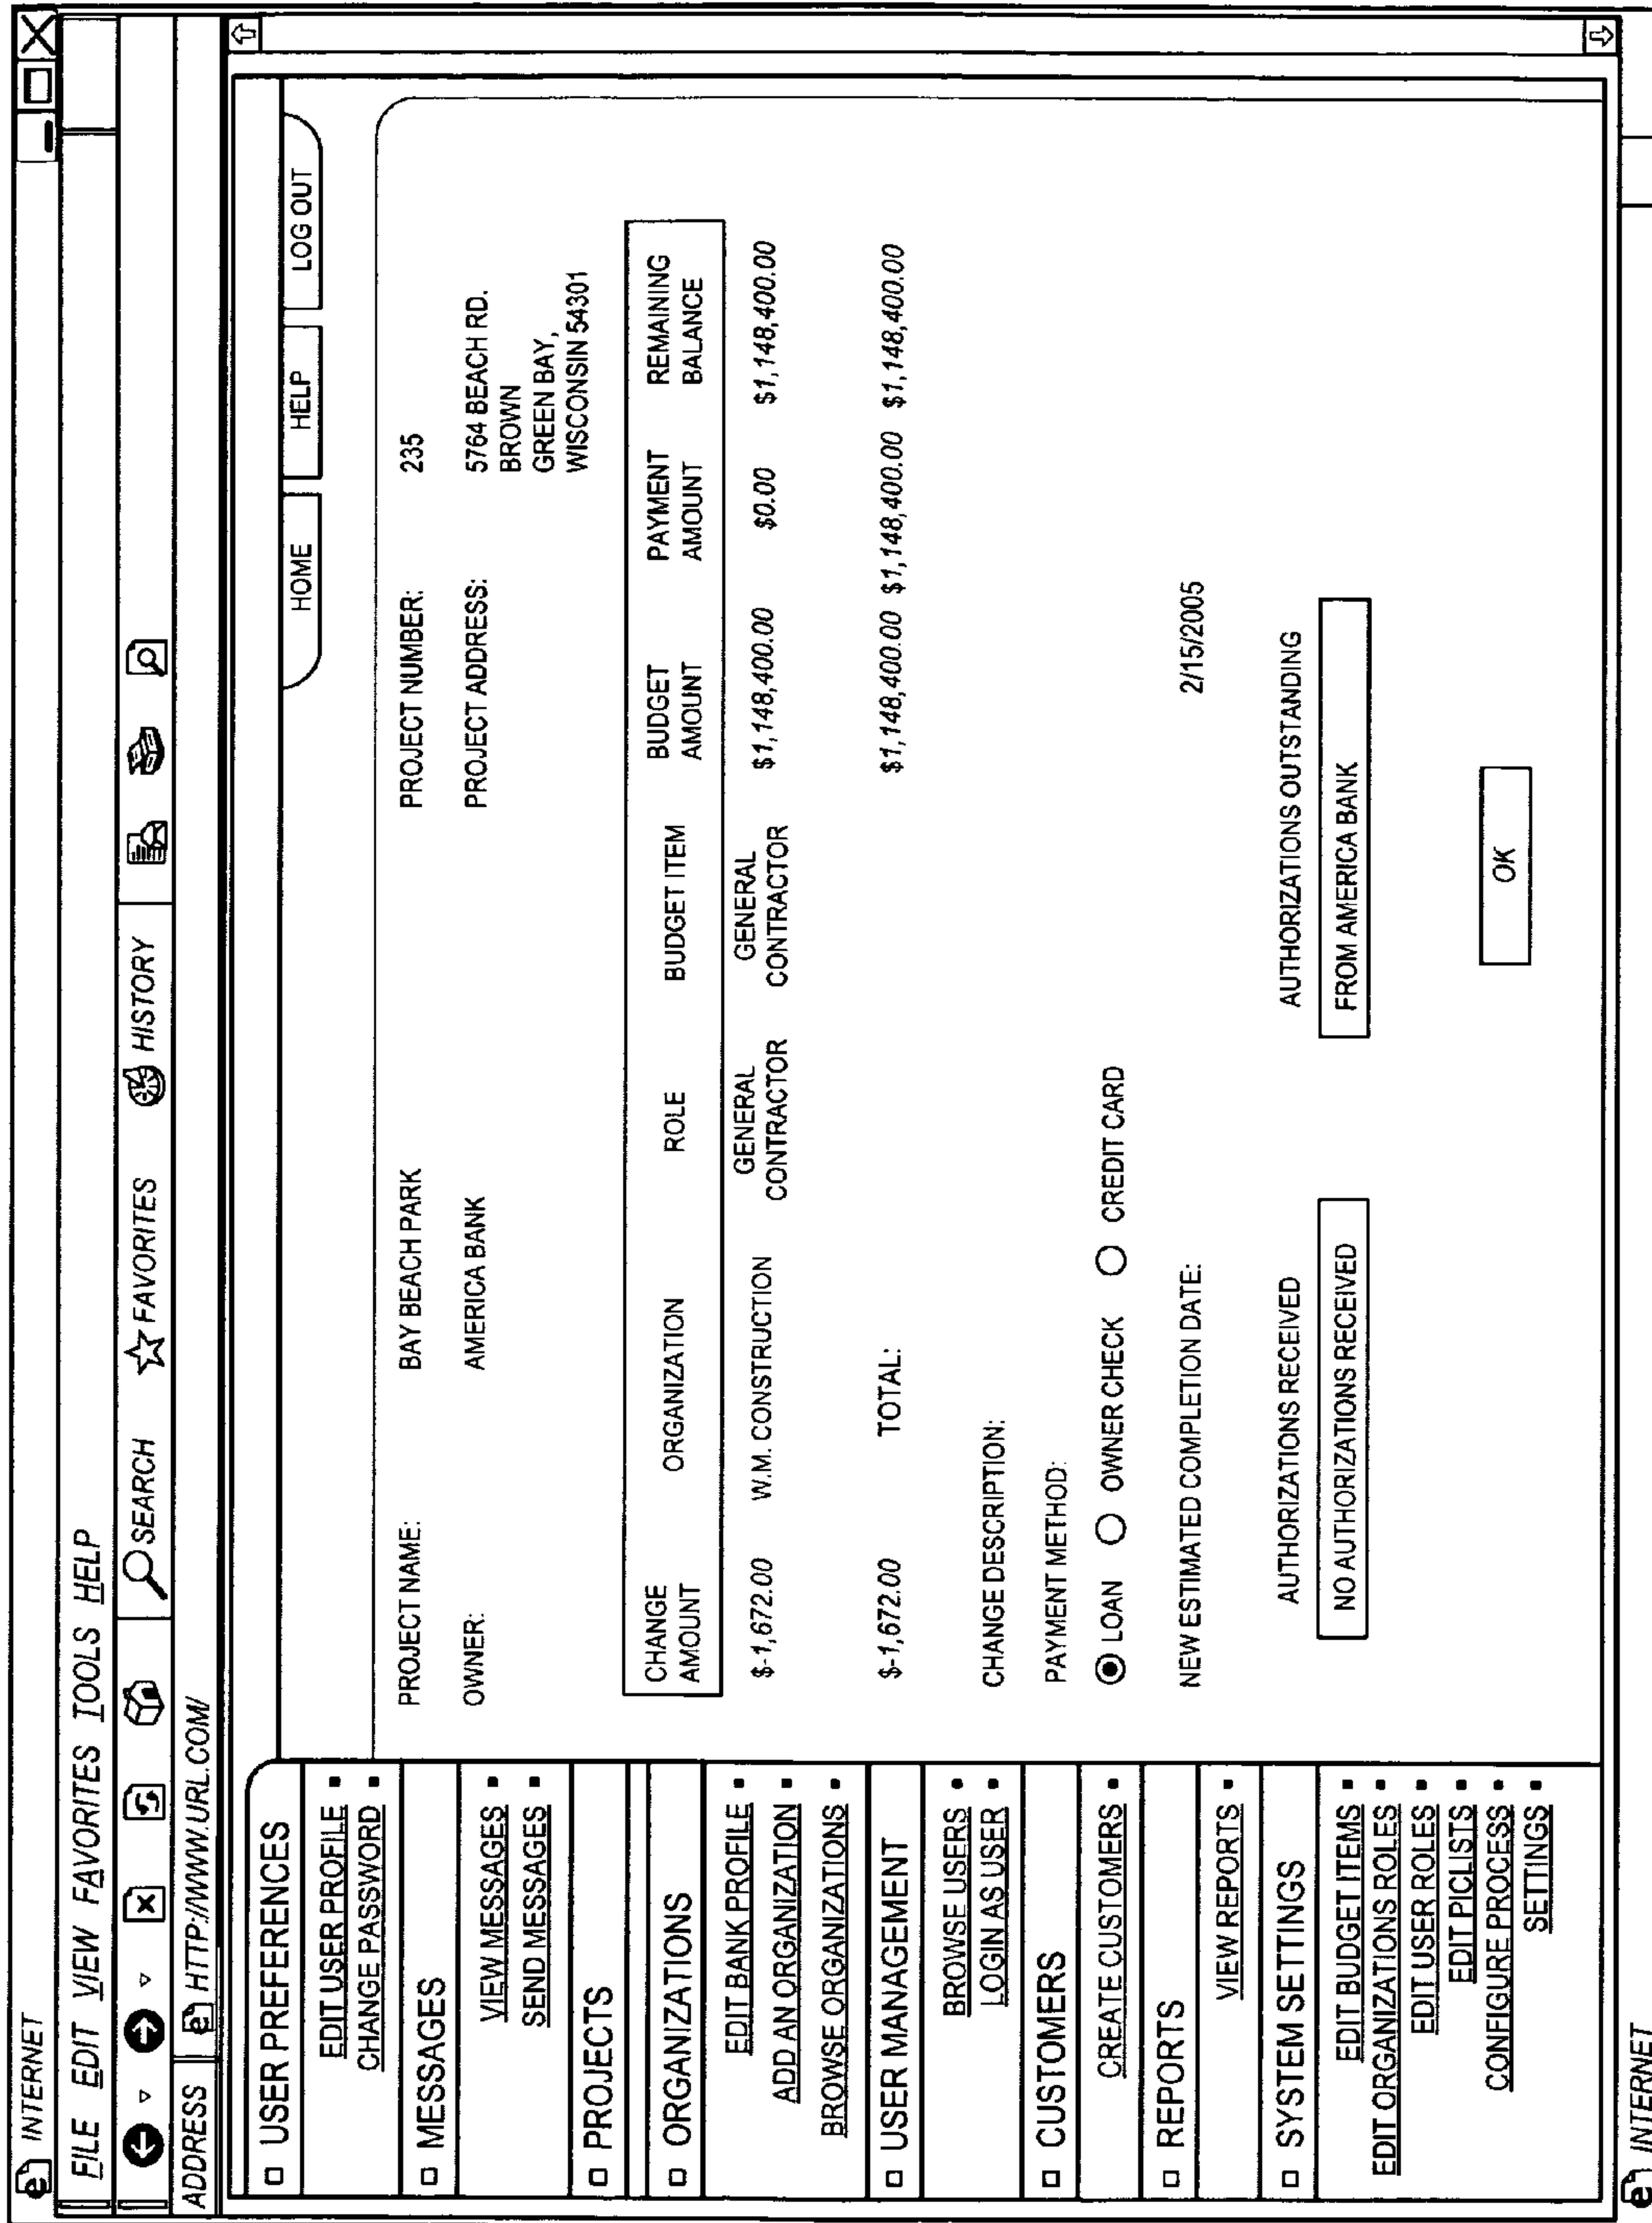 INTERNET
FILE EDIT VIEW FAVORITES TOOLS HELP
SEARCH FAVORITES HISTORY
ADDRESS HTTP://WWW.URL.COM/
HOME HELP LOG OUT
USER PREFERENCES
EDIT USER PROFILE
CHANGE PASSWORD
MESSAGES
VIEW MESSAGES
SEND MESSAGES
PROJECTS
ORGANIZATIONS
EDIT BANK PROFILE
ADD AN ORGANIZATION
BROWSE ORGANIZATIONS
USER MANAGEMENT
BROWSE USERS
LOGIN AS USER
CUSTOMERS
CREATE CUSTOMERS
REPORTS
VIEW REPORTS
SYSTEM SETTINGS
EDIT BUDGET ITEMS
EDIT ORGANIZATIONS ROLES
EDIT USER ROLES
EDIT PICLISTS
CONFIGURE PROCESS
SETTINGS
PROJECT NAME: BAY BEACH PARK PROJECT NUMBER: 235
OWNER: AMERICA BANK PROJECT ADDRESS: 5764 BEACH RD.
BROWN
GREEN BAY,
WISCONSIN 54301
CHANGE AMOUNT ORGANIZATION ROLE BUDGET ITEM BUDGET AMOUNT PAYMENT AMOUNT REMAINING BALANCE
$-1,672.00 W.M. CONSTRUCTION GENERAL CONTRACTOR GENERAL CONTRACTOR $1,148,400.00 $0.00 $1,148,400.00
$-1,672.00 TOTAL: $1,148,400.00 $1,148,400.00 $1,148,400.00
CHANGE DESCRIPTION:
PAYMENT METHOD:
LOAN OWNER CHECK CREDIT CARD
NEW ESTIMATED COMPLETION DATE: 2/15/2005
AUTHORIZATIONS RECEIVED AUTHORIZATIONS OUTSTANDING
NO AUTHORIZATIONS RECEIVED FROM AMERICA BANK
OK
INTERNET